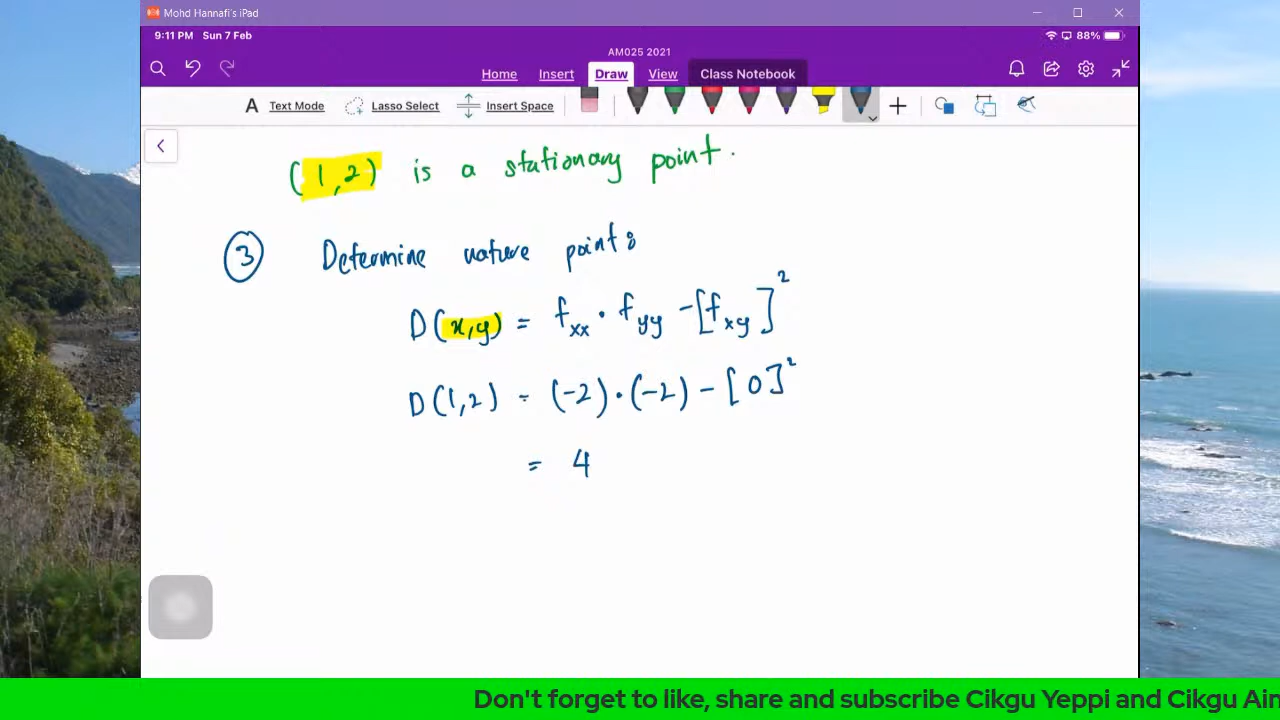 Mohd Hannafi's iPad
9:11 PM Sun 7 Feb
88%
AM025 2021
Home Insert Draw View Class Notebook
A Text Mode Lasso Select Insert Space
(1,2) is a stationary point.
③ Determine nature point:
D(x,y) = fxx · fyy - [fxy]²
D(1,2) = (-2)·(-2) - [0]²
= 4
Don't forget to like, share and subscribe Cikgu Yeppi and Cikgu Ain